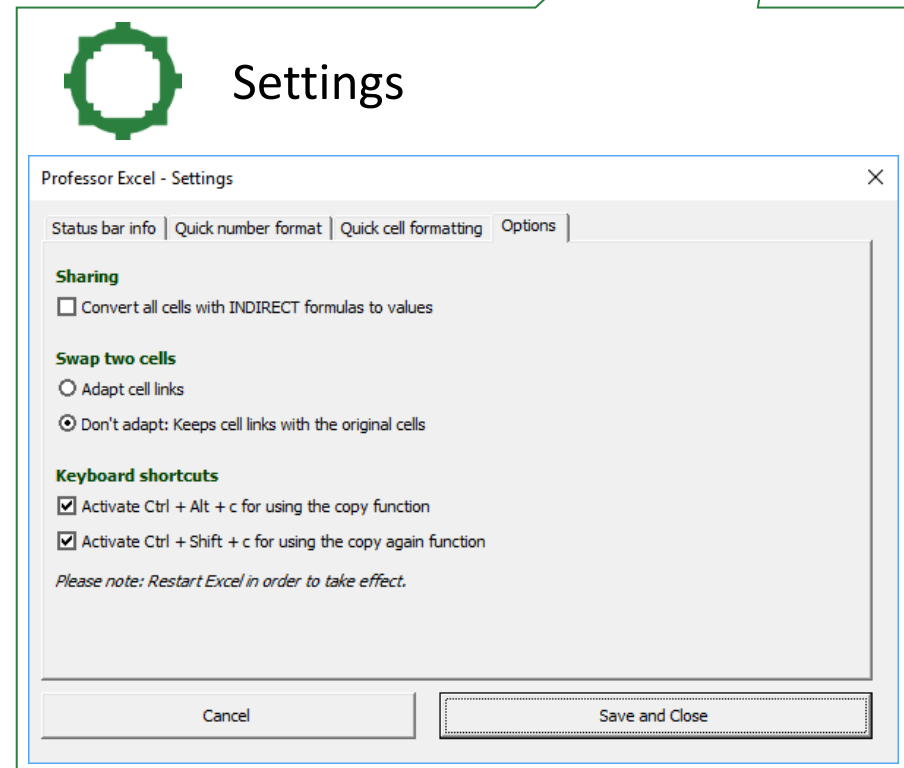 Settings
Professor Excel - Settings
Status bar info Quick number format Quick cell formatting Options
Sharing
Convert all cells with INDIRECT formulas to values
Swap two cells
Adapt cell links
Don't adapt: Keeps cell links with the original cells
Keyboard shortcuts
Activate Ctrl + Alt + c for using the copy function
Activate Ctrl + Shift + c for using the copy again function
Please note: Restart Excel in order to take effect.
Cancel Save and Close